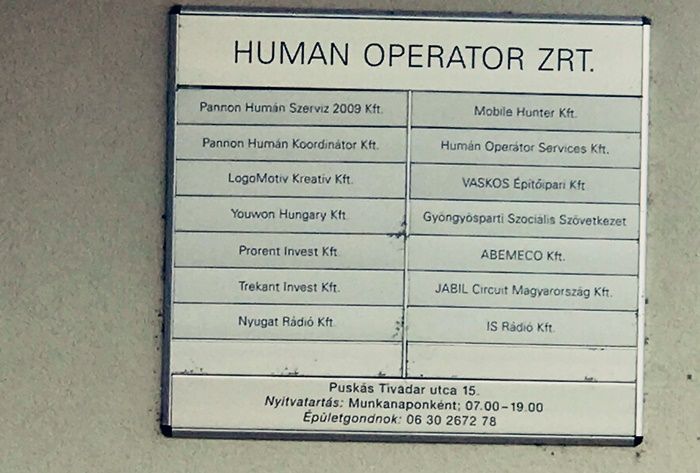 HUMAN OPERATOR ZRT.
Pannon Humán Szerviz 2009 Kft.
Pannon Humán Koordinátor Kft.
LogoMotiv Kreatív Kft.
Youwon Hungary Kft.
Prorent Invest Kft.
Trekant Invest Kft.
Nyugat Rádió Kft.
Mobile Hunter Kft.
Humán Operátor Services Kft.
VASKOS Építőipari Kft
Gyöngyösparti Szociális Szövetkezet
ABEMECO Kft.
JABIL Circuit Magyarország Kft.
IS Rádió Kft.
Puskás Tivadar utca 15.
Nyitvatartás: Munkanaponként; 07.00-19.00
Épületgondnok: 06 30 2672 78